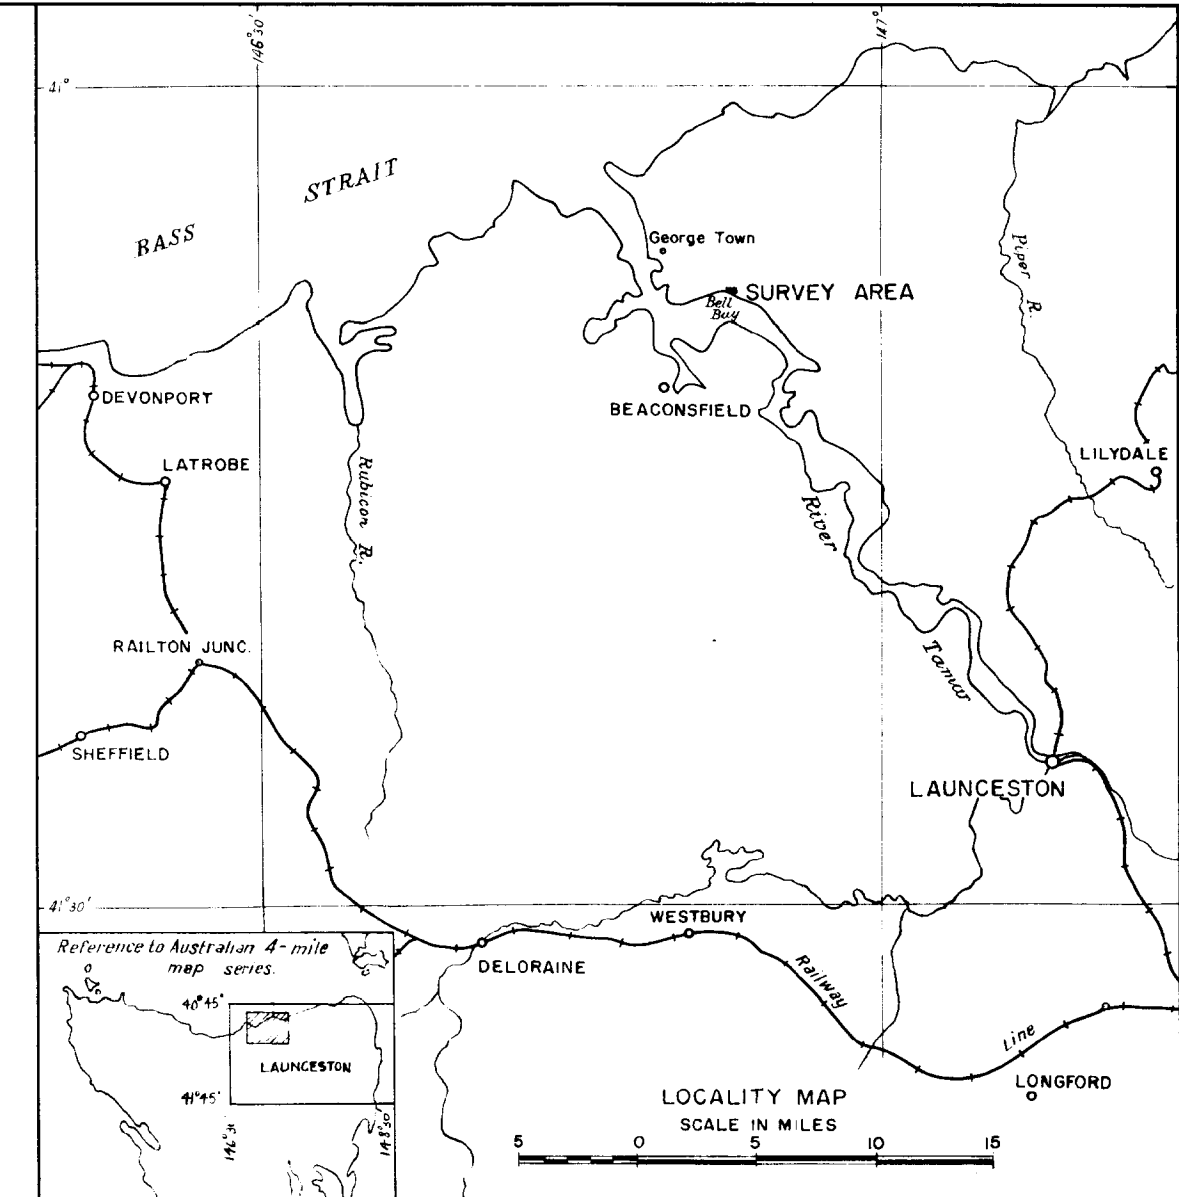 146°30'
147°
41°
BASS STRAIT
Piper R.
George Town
SURVEY AREA
Bell
Bay
DEVONPORT
BEACONSFIELD
LATROBE
LILYDALE
Rubicon R.
River Tamar
RAILTON JUNC.
SHEFFIELD
LAUNCESTON
41°30'
WESTBURY
DELORAINE
Railway Line
LONGFORD
Reference to Australian 4-mile
map series.
40°45'
LAUNCESTON
41°45'
148°30'
LOCALITY MAP
SCALE IN MILES
5 0 5 10 15